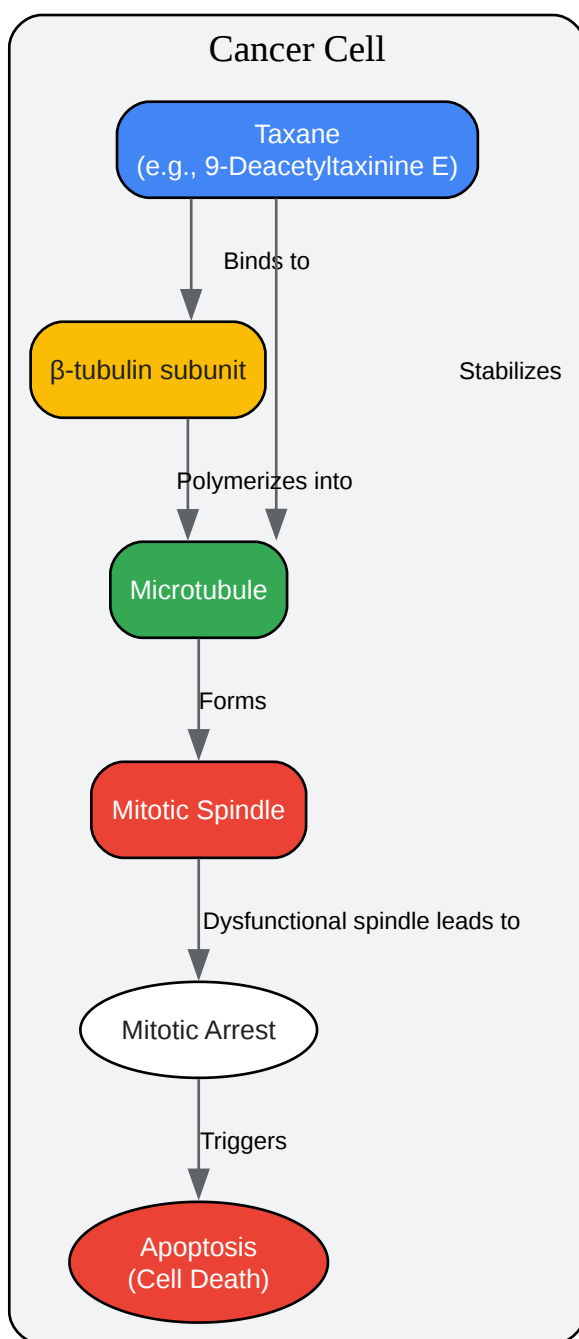 Cancer Cell
Taxane
(e.g., 9-Deacetyltaxinine E)
Binds to
β-tubulin subunit
Stabilizes
Polymerizes into
Microtubule
Forms
Mitotic Spindle
Dysfunctional spindle leads to
Mitotic Arrest
Triggers
Apoptosis
(Cell Death)